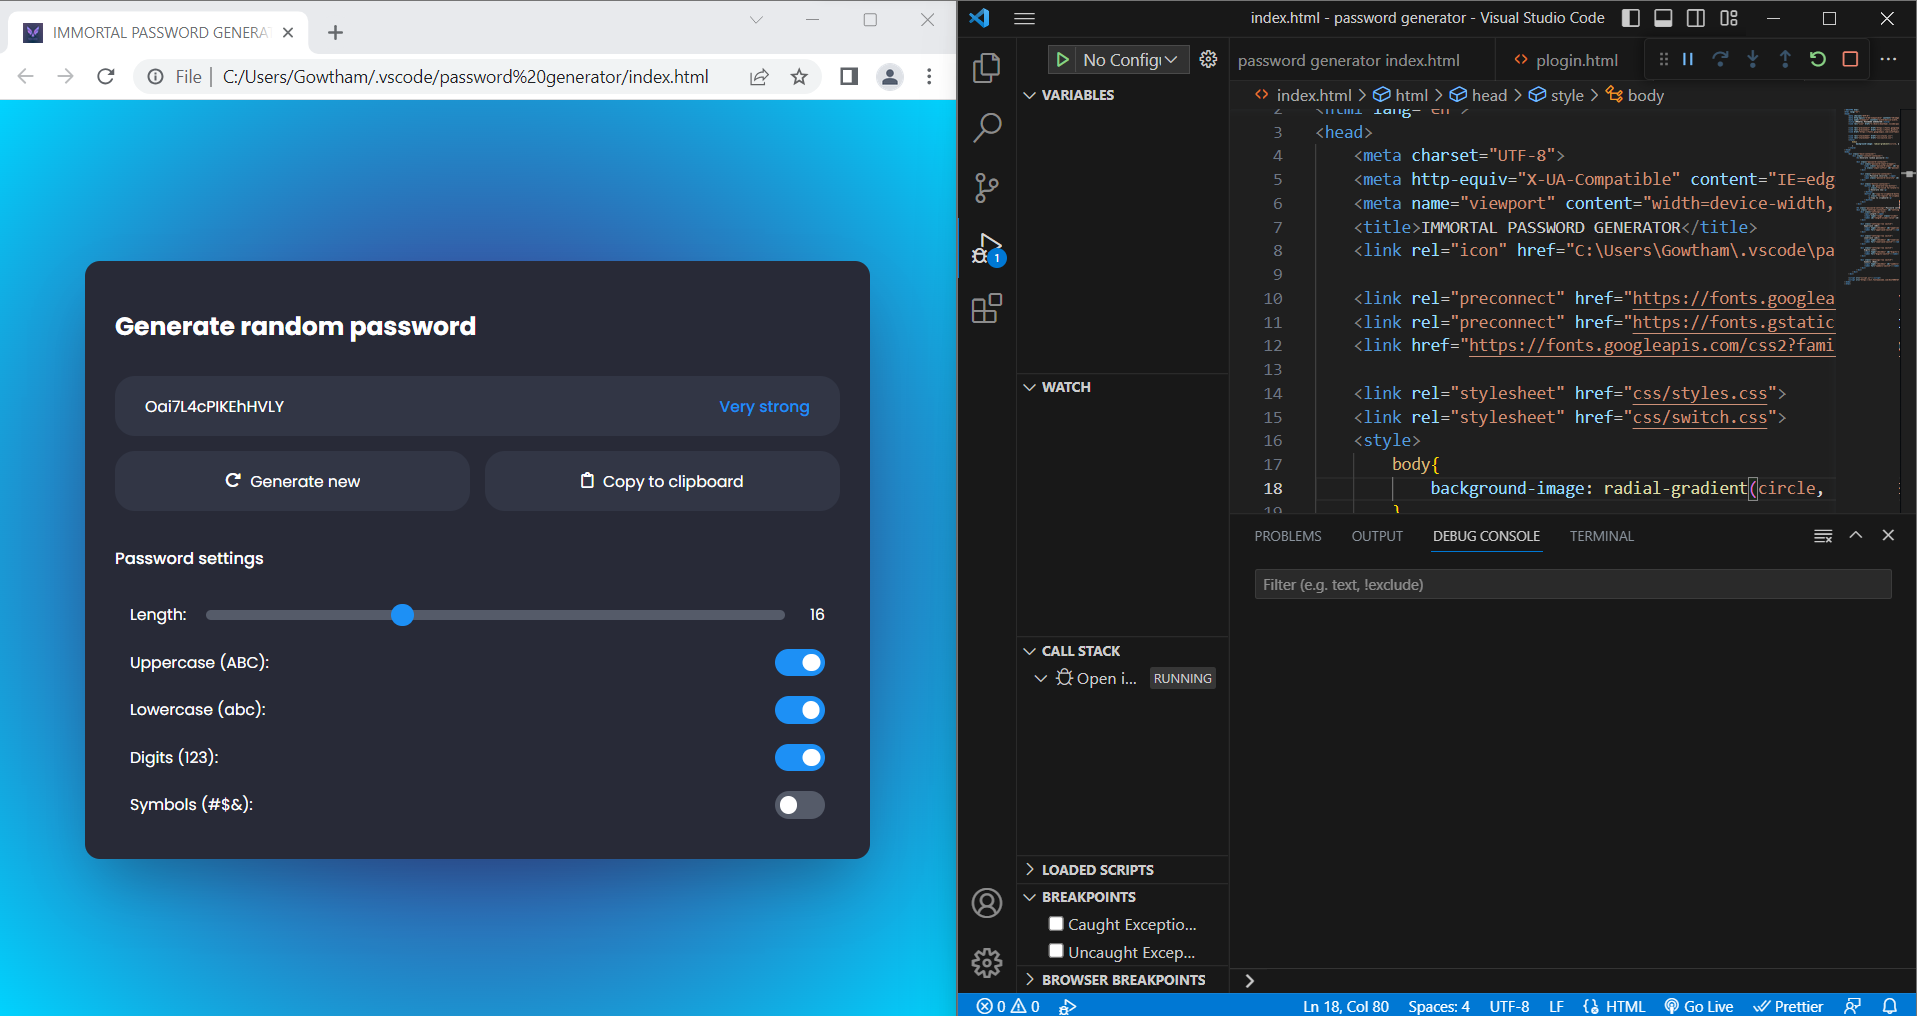 IMMORTAL PASSWORD GENERA
File | C:/Users/Gowtham/.vscode/password%20generator/index.html
Generate random password
Oai7L4cPIKEhHVLY Very strong
Generate new
Copy to clipboard
Password settings
Length: 16
Uppercase (ABC):
Lowercase (abc):
Digits (123):
Symbols (#$&):
index.html - password generator - Visual Studio Code
No Config
password generator index.html
<> plogin.html
VARIABLES
WATCH
CALL STACK
Open i... RUNNING
LOADED SCRIPTS
BREAKPOINTS
Caught Exceptio...
Uncaught Excep...
BROWSER BREAKPOINTS
1
<> index.html > html > head > style > body
2 <html lang="en">
3 <head>
4 <meta charset="UTF-8">
5 <meta http-equiv="X-UA-Compatible" content="IE=edg
6 <meta name="viewport" content="width=device-width,
7 <title>IMMORTAL PASSWORD GENERATOR</title>
8 <link rel="icon" href="C:\Users\Gowtham\.vscode\pa
9
10 <link rel="preconnect" href="https://fonts.googlea
11 <link rel="preconnect" href="https://fonts.gstatic
12 <link href="https://fonts.googleapis.com/css2?fami
13
14 <link rel="stylesheet" href="css/styles.css">
15 <link rel="stylesheet" href="css/switch.css">
16 <style>
17 body{
18 background-image: radial-gradient(circle,
19 }
PROBLEMS OUTPUT DEBUG CONSOLE TERMINAL
Filter (e.g. text, !exclude)
0 0 Ln 18, Col 80 Spaces: 4 UTF-8 LF {} HTML Go Live Prettier